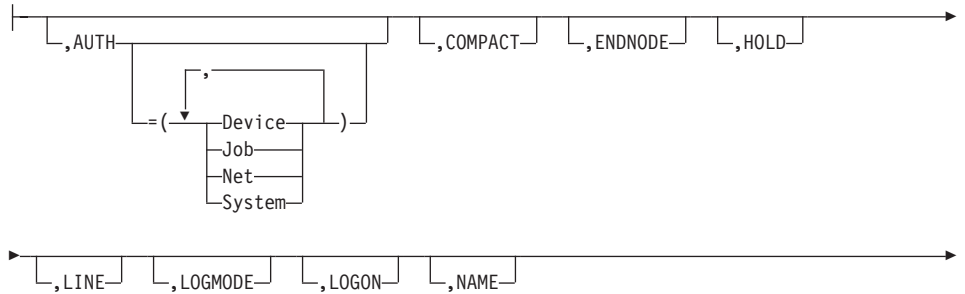 ,AUTH ,COMPACT ,ENDNODE ,HOLD
,
=( Device )
Job
Net
System
,LINE ,LOGMODE ,LOGON ,NAME